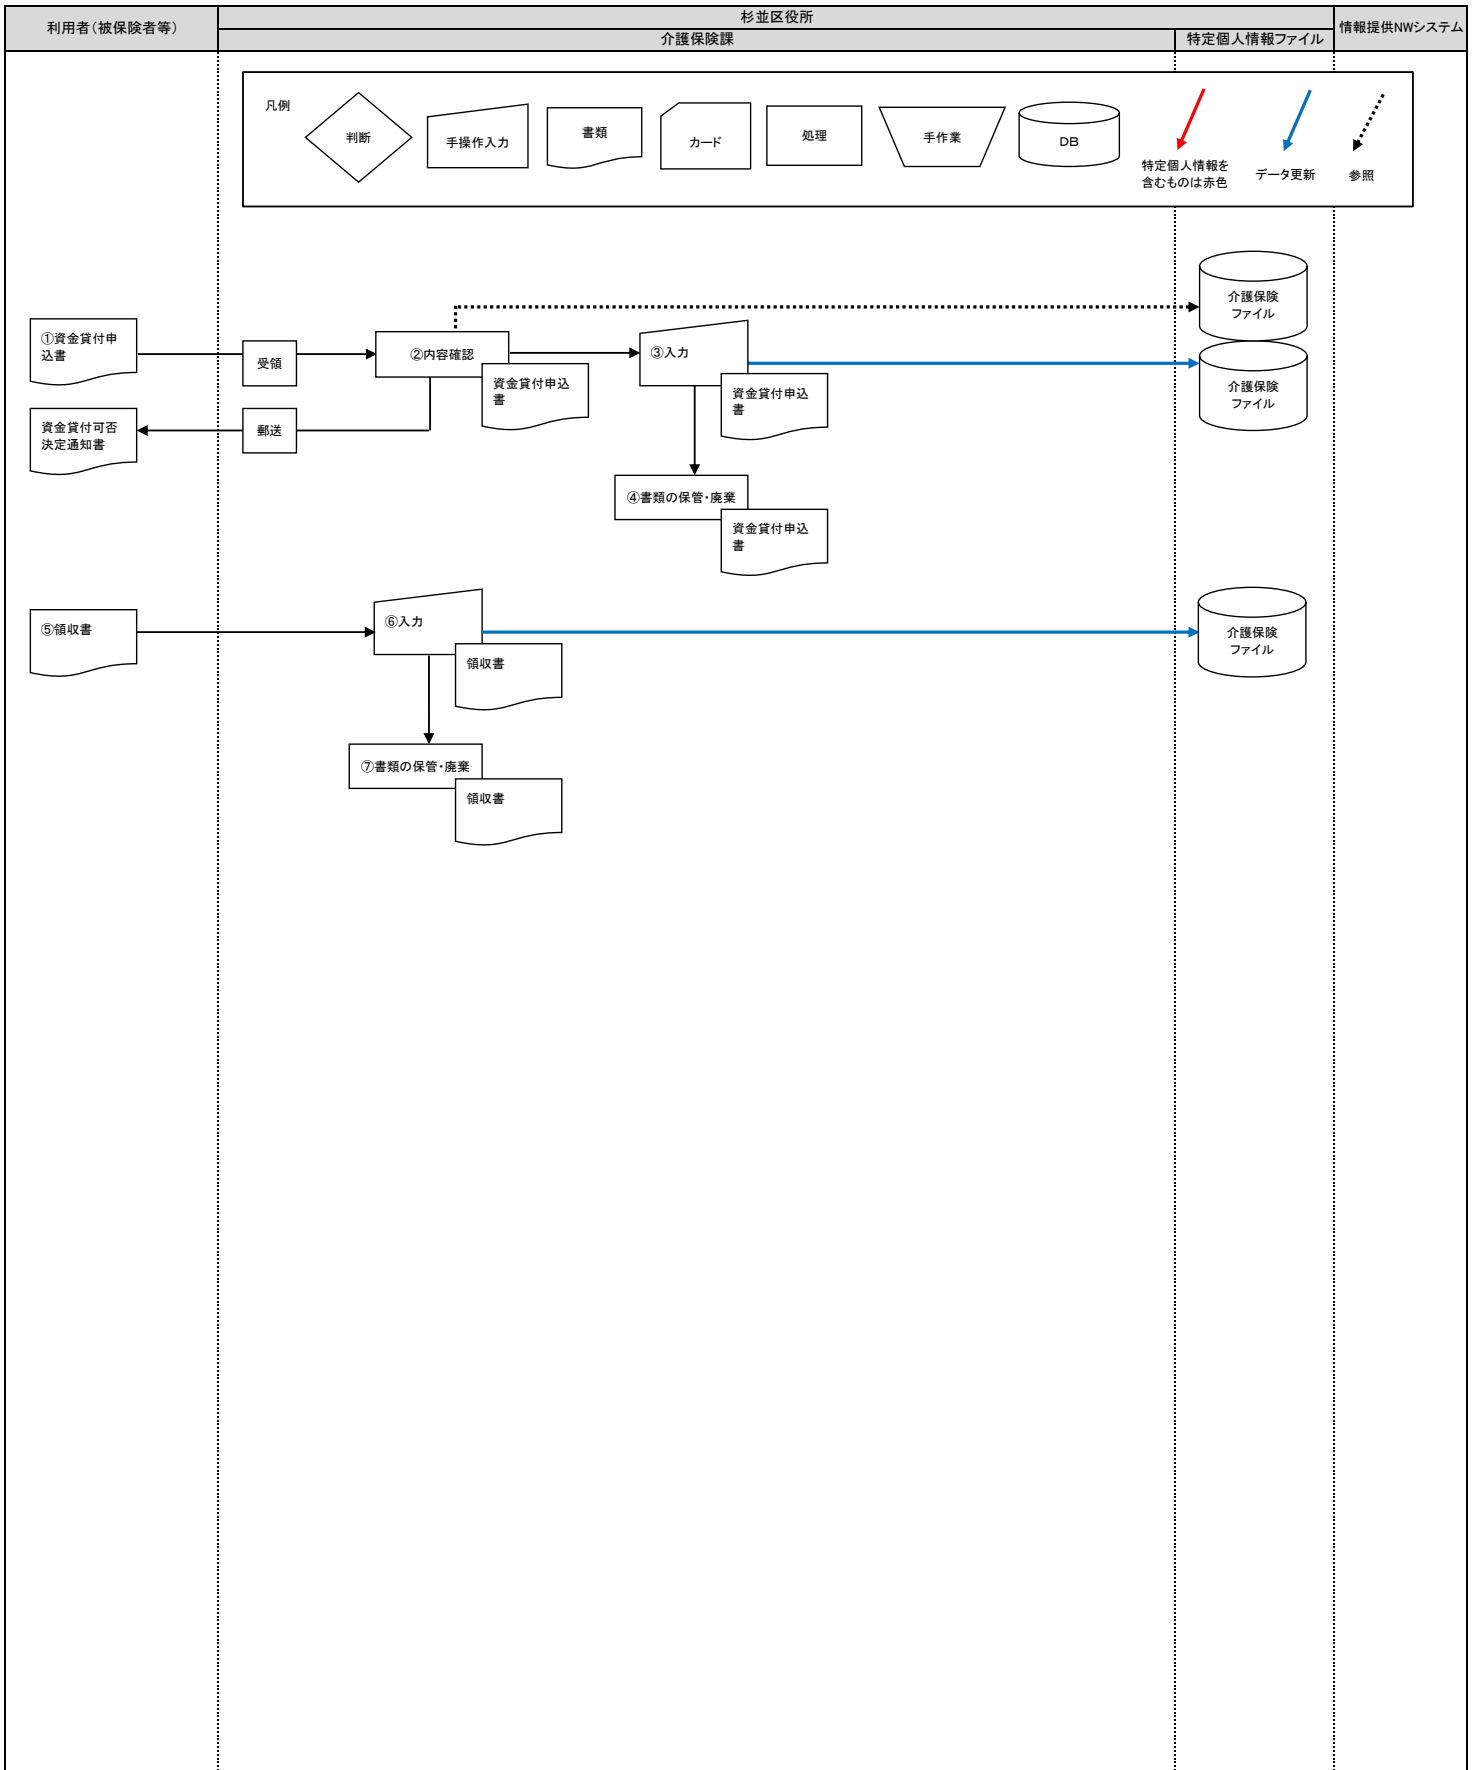 利用者（被保険者等）
杉並区役所
情報提供NWシステム
介護保険課
特定個人情報ファイル
凡例
判断
手操作入力
書類
カード
処理
手作業
ＤＢ
特定個人情報を
含むものは赤色
データ更新
参照
介護保険
ファイル
①資金貸付申
込書
受領
②内容確認
資金貸付申込
書
③入力
資金貸付申込
書
介護保険
ファイル
資金貸付可否
決定通知書
郵送
④書類の保管・廃棄
資金貸付申込
書
⑤領収書
⑥入力
領収書
介護保険
ファイル
⑦書類の保管・廃棄
領収書